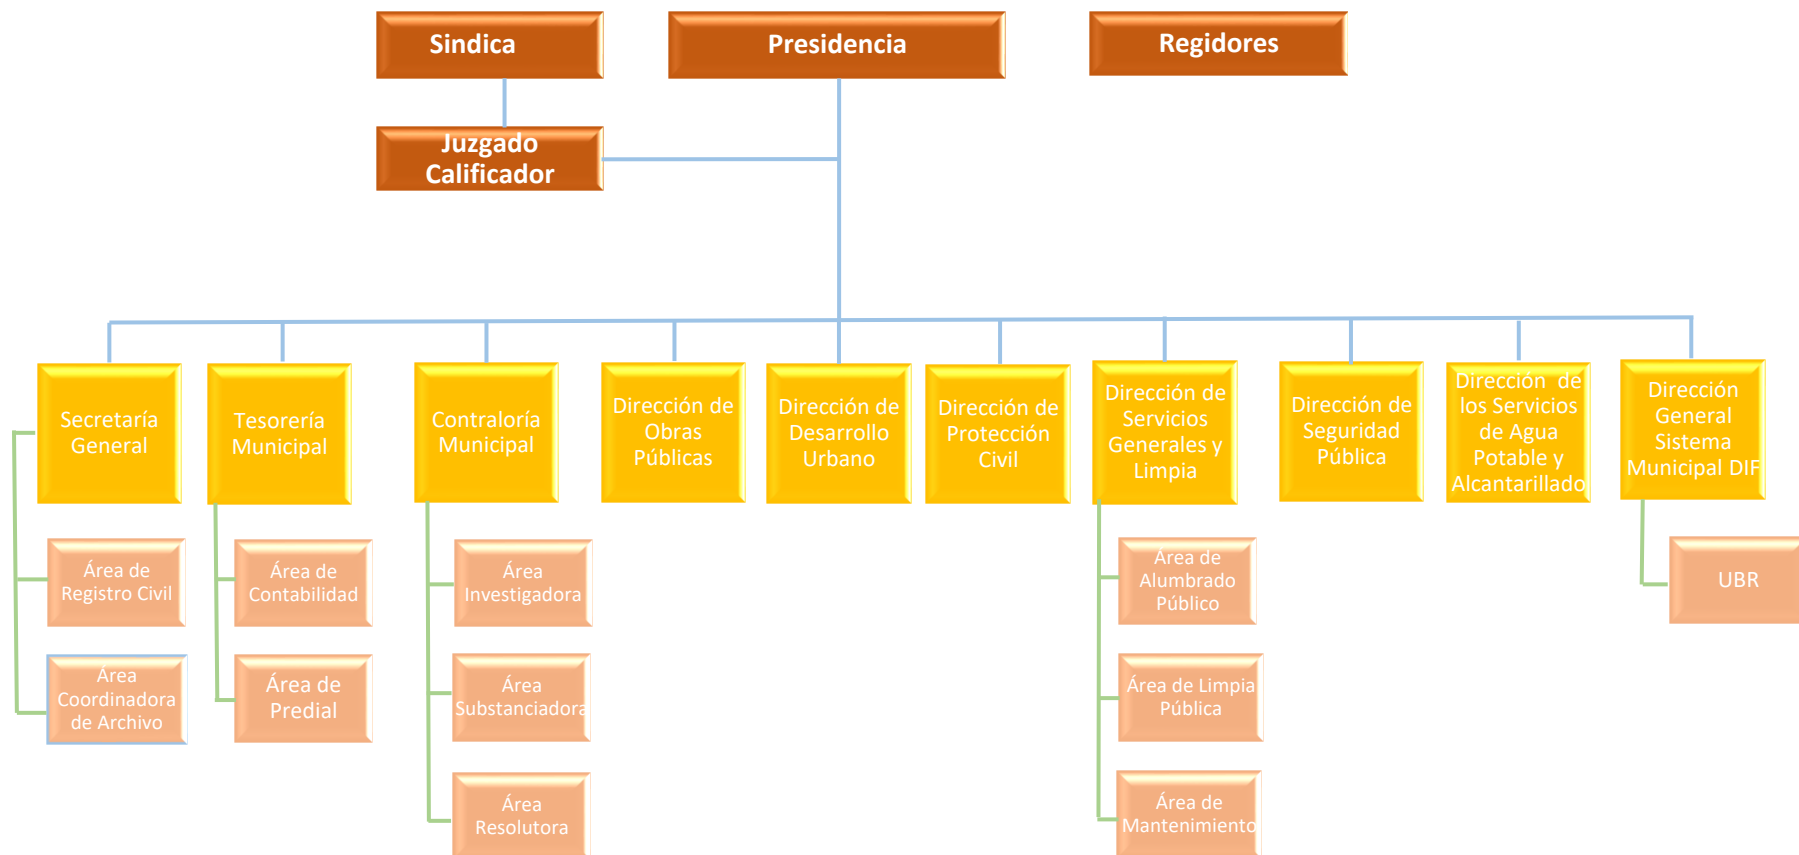 Sindica
Presidencia
Regidores
Juzgado
Calificador
Secretaría
General
Tesorería
Municipal
Contraloría
Municipal
Dirección de
Obras
Públicas
Dirección de
Desarrollo
Urbano
Dirección de
Protección
Civil
Dirección de
Servicios
Generales y
Limpia
Dirección de
Seguridad
Pública
Dirección de
los Servicios
de Agua
Potable y
Alcantarillado
Dirección
General
Sistema
Municipal DIF
Área de
Registro Civil
Área de
Contabilidad
Área
Investigadora
Área de
Alumbrado
Público
UBR
Área
Coordinadora
de Archivo
Área de
Predial
Área
Substanciadora
Área de Limpia
Pública
Área
Resolutora
Área de
Mantenimiento